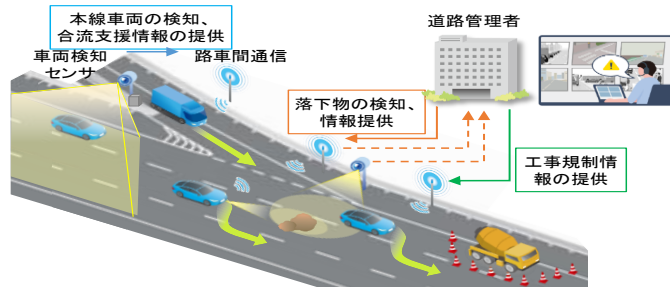 本線車両の検知、
合流支援情報の提供
車両検知
センサ
路車間通信
道路管理者
落下物の検知、
情報提供
工事規制情
報の提供